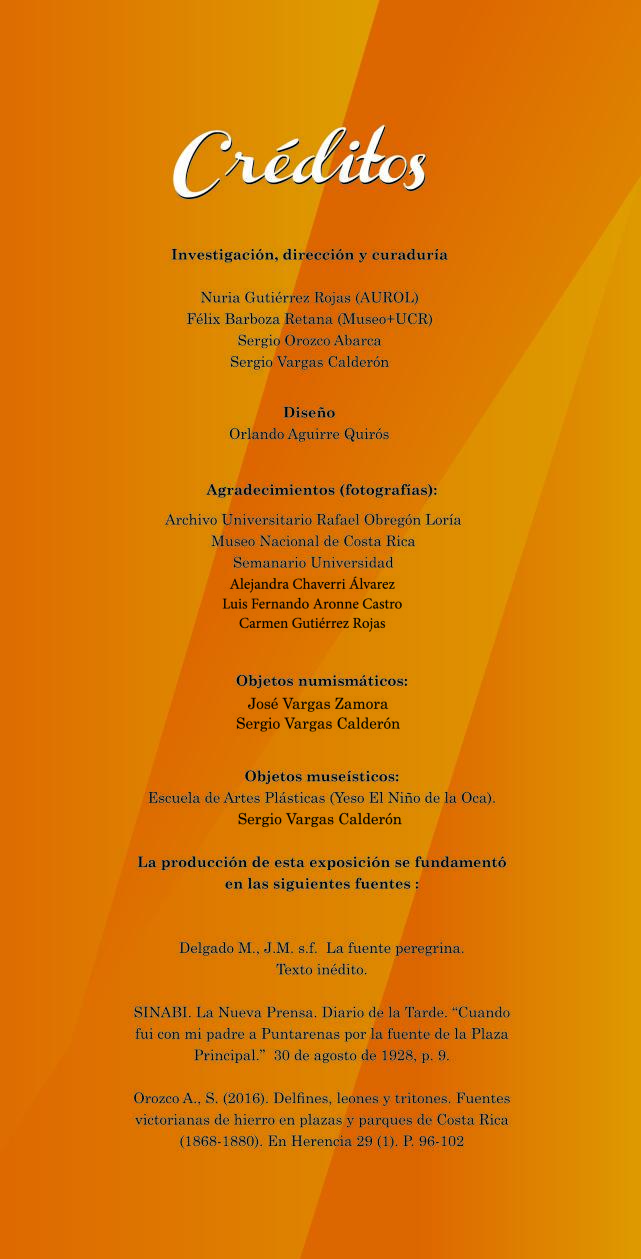 Créditos
Investigación, dirección y curaduría
Nuria Gutiérrez Rojas (AUROL)
Félix Barboza Retana (Museo+UCR)
Sergio Orozco Abarca
Sergio Vargas Calderón
Diseño
Orlando Aguirre Quirós
Agradecimientos (fotografías):
Archivo Universitario Rafael Obregón Loría
Museo Nacional de Costa Rica
Semanario Universidad
Alejandra Chaverri Álvarez
Luis Fernando Aronne Castro
Carmen Gutiérrez Rojas
Objetos numismáticos:
José Vargas Zamora
Sergio Vargas Calderón
Objetos museísticos:
Escuela de Artes Plásticas (Yeso El Niño de la Oca).
Sergio Vargas Calderón
La producción de esta exposición se fundamentó
en las siguientes fuentes :
Delgado M., J.M. s.f. La fuente peregrina.
Texto inédito.
SINABI. La Nueva Prensa. Diario de la Tarde. “Cuando
fui con mi padre a Puntarenas por la fuente de la Plaza
Principal.” 30 de agosto de 1928, p. 9.
Orozco A., S. (2016). Delfines, leones y tritones. Fuentes
victorianas de hierro en plazas y parques de Costa Rica
(1868-1880). En Herencia 29 (1). P. 96-102